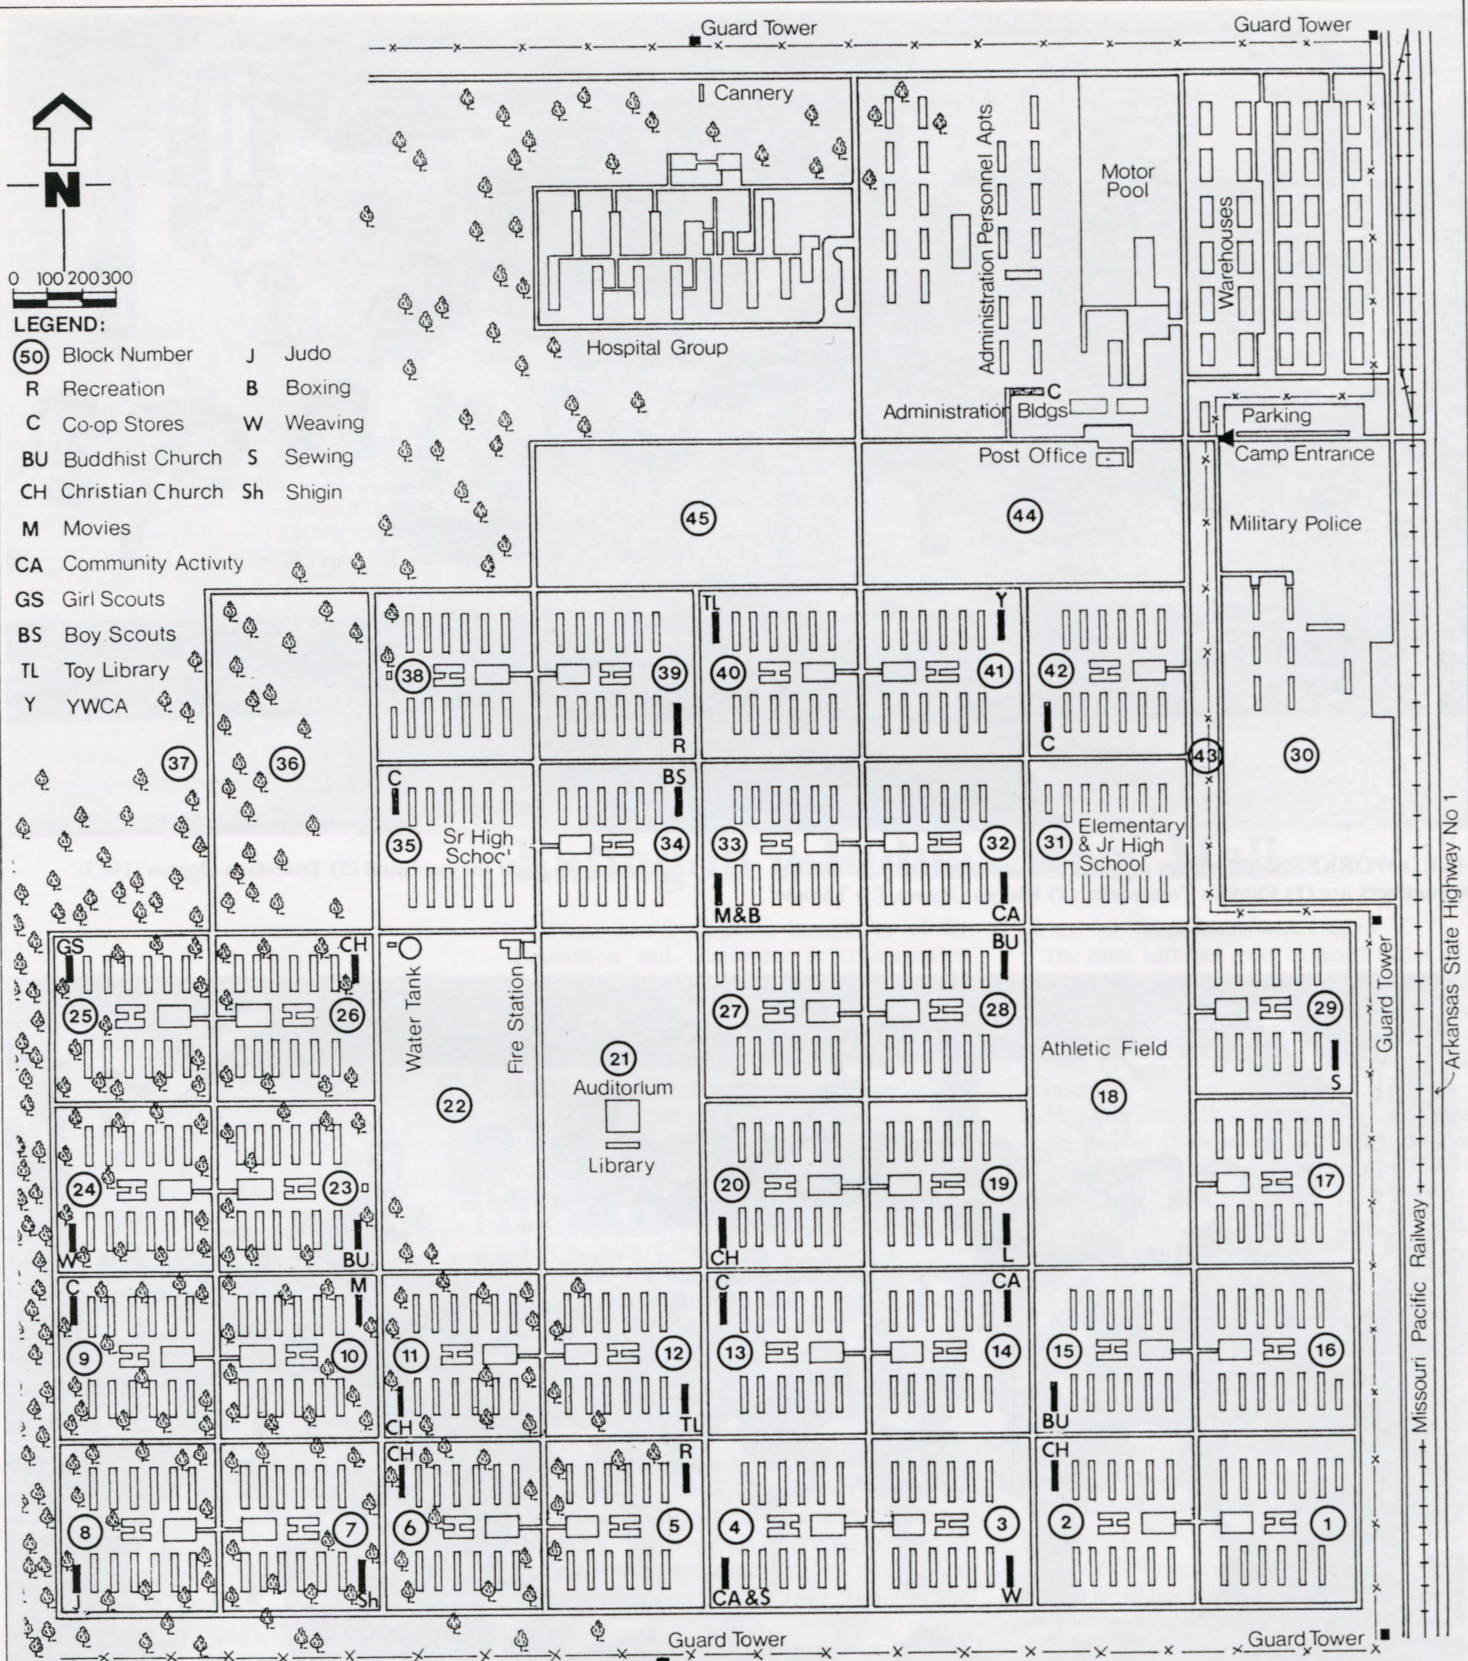 Guard Tower
Guard Tower
Cannery
N
0 100 200 300
LEGEND:
50 Block Number
R Recreation
C Co-op Stores
BU Buddhist Church
CH Christian Church
M Movies
CA Community Activity
GS Girl Scouts
BS Boy Scouts
TL Toy Library
Y YWCA
J Judo
B Boxing
W Weaving
S Sewing
Sh Shigin
Hospital Group
Administration Personnel Apts
Motor
Pool
Warehouses
C
Administration Bldgs
Post Office
Parking
Camp Entrance
Military Police
45
44
TL
Y
38
39
40
41
42
R
C
37
36
43
30
C
BS
35
Sr High
School
34
33
32
31
Elementary
& Jr High
School
M&B
CA
GS
CH
BU
25
26
Water Tank
Fire Station
27
28
29
S
Guard Tower
Arkansas State Highway No 1
Athletic Field
18
21
Auditorium
Library
22
24
23
20
19
17
W
BU
CH
L
Missouri Pacific Railway
C
M
C
CA
9
10
11
12
13
14
15
16
CH
TL
BU
CH
R
CH
8
7
6
5
4
3
2
1
J
Sh
CA & S
W
Guard Tower
Guard Tower